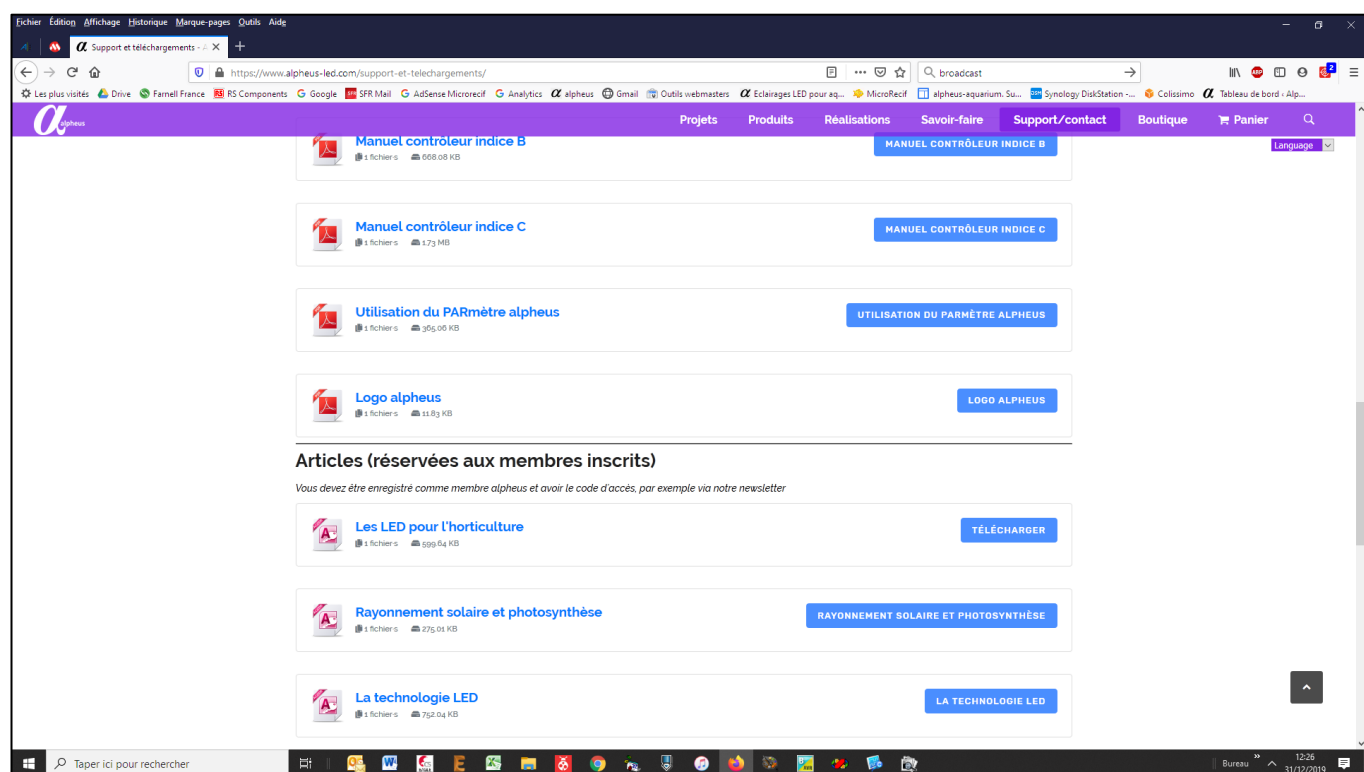 Fichier Édition Affichage Historique Marque-pages Outils Aide
Support et téléchargements - A
https://www.alpheus-led.com/support-et-telechargements/
broadcast
Les plus visités Drive Farnell France RS Components Google SFR Mail AdSense Microrecif Analytics alpheus Gmail Outils webmasters Eclairages LED pour aq... MicroRecif alpheus-aquarium. Su... Synology DiskStation -... Colissimo Tableau de bord ‹ Alp...
alpheus Projets Produits Réalisations Savoir-faire Support/contact Boutique Panier
Language
Manuel contrôleur indice B
1 fichiers 668.08 KB
MANUEL CONTRÔLEUR INDICE B
Manuel contrôleur indice C
1 fichiers 1.73 MB
MANUEL CONTRÔLEUR INDICE C
Utilisation du PARmètre alpheus
1 fichiers 365.06 KB
UTILISATION DU PARMÈTRE ALPHEUS
Logo alpheus
1 fichiers 11.83 KB
LOGO ALPHEUS
Articles (réservées aux membres inscrits)
Vous devez être enregistré comme membre alpheus et avoir le code d'accès, par exemple via notre newsletter
Les LED pour l'horticulture
1 fichiers 599.64 KB
TÉLÉCHARGER
Rayonnement solaire et photosynthèse
1 fichiers 275.01 KB
RAYONNEMENT SOLAIRE ET PHOTOSYNTHÈSE
La technologie LED
1 fichiers 752.04 KB
LA TECHNOLOGIE LED
Taper ici pour rechercher
Bureau
12:26
31/12/2019